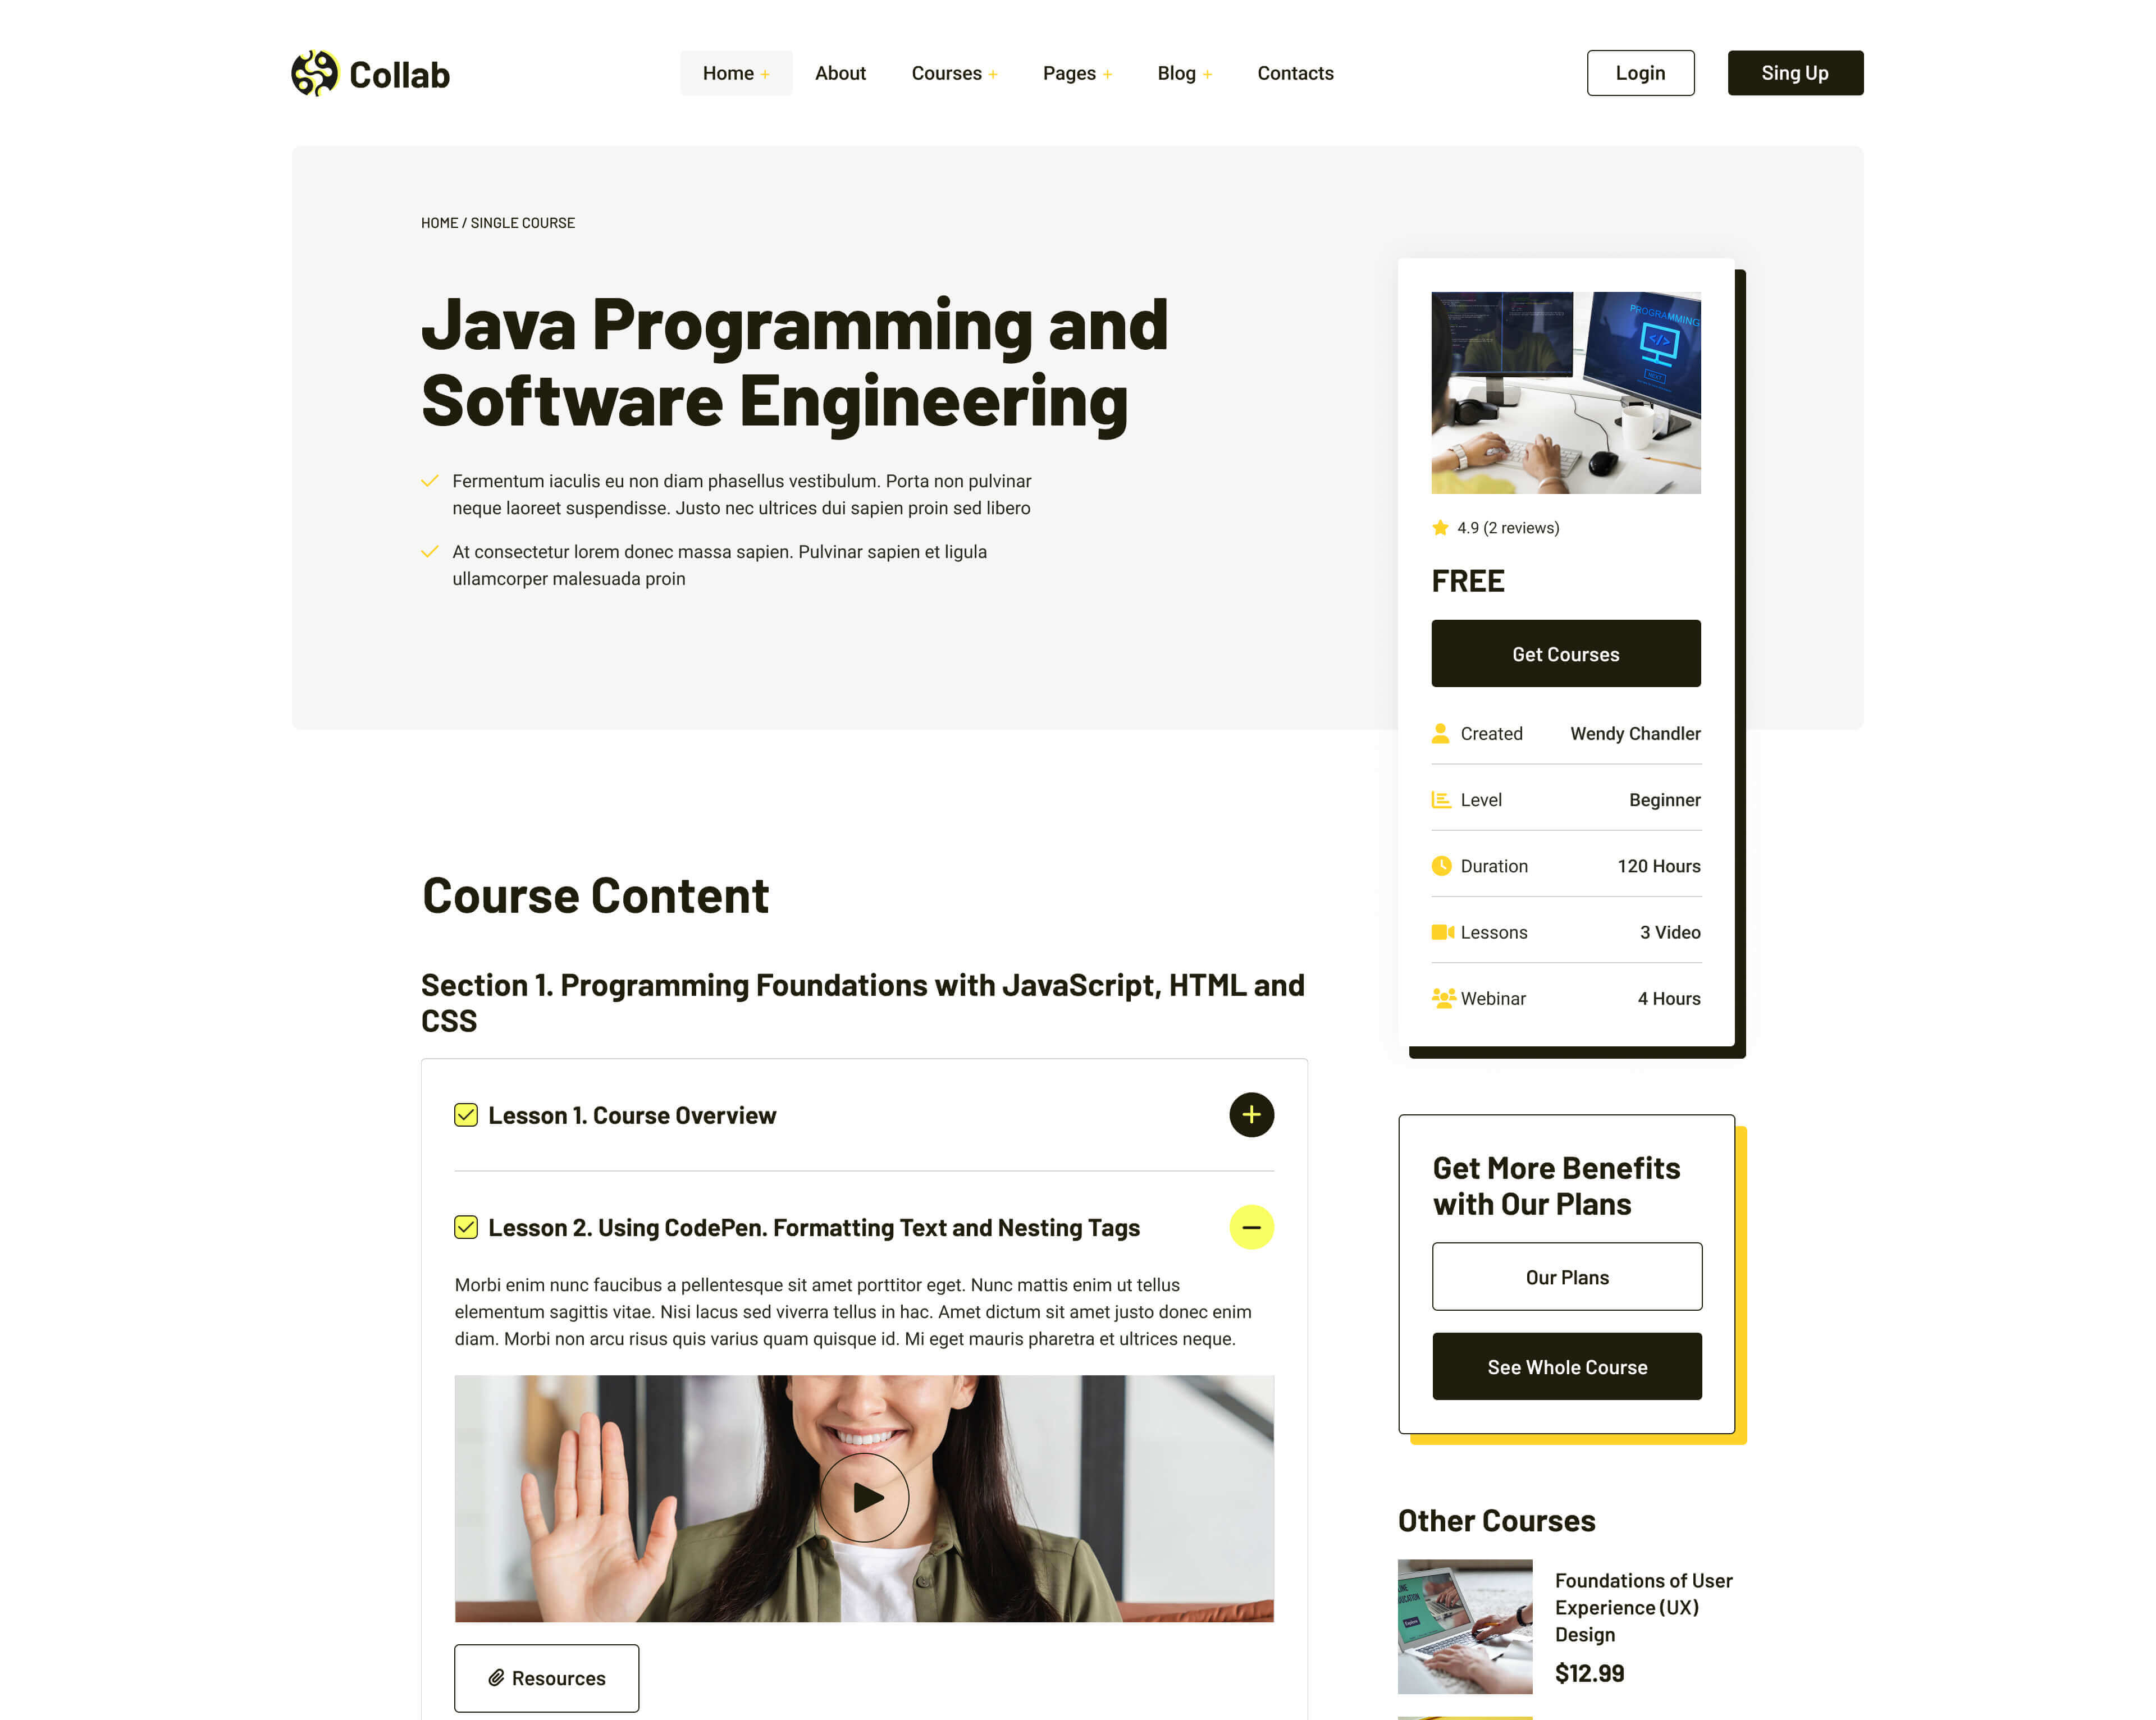 Collab
Home +
About
Courses +
Pages +
Blog +
Contacts
Login
Sing Up
HOME / SINGLE COURSE
Java Programming and
Software Engineering
Fermentum iaculis eu non diam phasellus vestibulum. Porta non pulvinar
neque laoreet suspendisse. Justo nec ultrices dui sapien proin sed libero
At consectetur lorem donec massa sapien. Pulvinar sapien et ligula
ullamcorper malesuada proin
PROGRAMMING
</>
4.9 (2 reviews)
FREE
Get Courses
Created Wendy Chandler
Level Beginner
Duration 120 Hours
Lessons 3 Video
Webinar 4 Hours
Course Content
Section 1. Programming Foundations with JavaScript, HTML and
CSS
Lesson 1. Course Overview
Lesson 2. Using CodePen. Formatting Text and Nesting Tags
Morbi enim nunc faucibus a pellentesque sit amet porttitor eget. Nunc mattis enim ut tellus
elementum sagittis vitae. Nisi lacus sed viverra tellus in hac. Amet dictum sit amet justo donec enim
diam. Morbi non arcu risus quis varius quam quisque id. Mi eget mauris pharetra et ultrices neque.
Resources
Get More Benefits
with Our Plans
Our Plans
See Whole Course
Other Courses
Foundations of User
Experience (UX)
Design
$12.99